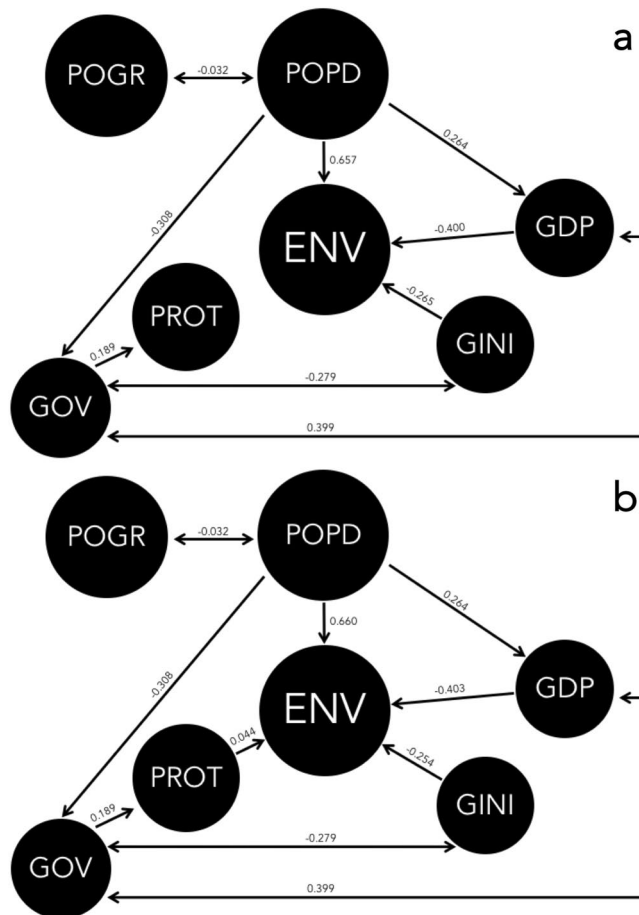 a
POGR
-0.032
POPD
0.264
0.657
-0.308
ENV
-0.400
GDP
-0.265
PROT
GINI
0.189
-0.279
GOV
0.399
b
POGR
-0.032
POPD
0.264
0.660
-0.308
ENV
-0.403
GDP
0.044
-0.254
PROT
GINI
0.189
-0.279
GOV
0.399